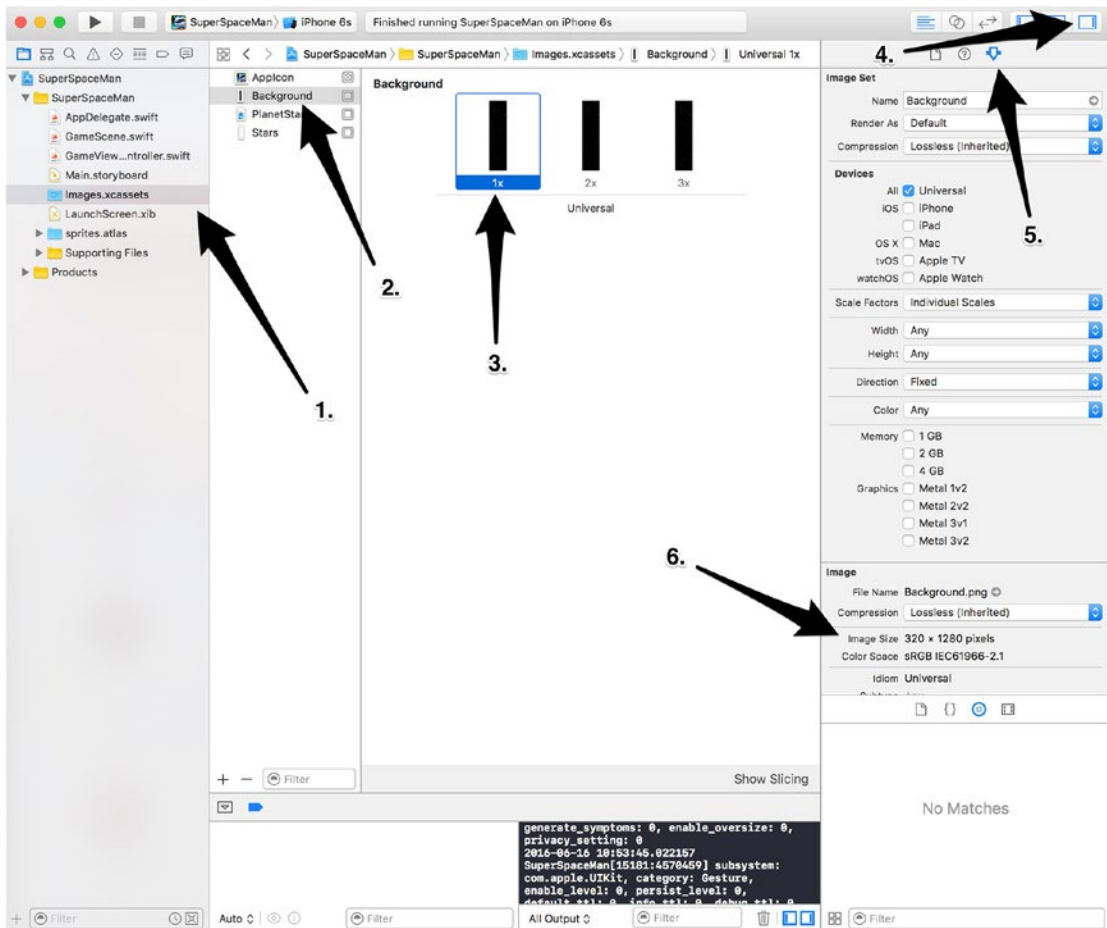 SuperSpaceMan iPhone 6s Finished running SuperSpaceMan on iPhone 6s
SuperSpaceMan SuperSpaceMan Images.xcassets Background Universal 1x
SuperSpaceMan
SuperSpaceMan
AppDelegate.swift
GameScene.swift
GameView...ntroller.swift
Main.storyboard
Images.xcassets
LaunchScreen.xib
sprites.atlas
Supporting Files
Products
Filter
AppIcon
Background
PlanetSta
Stars
Filter
Background
1x 2x 3x
Universal
Show Slicing
1.
2.
3.
4.
5.
6.
Image Set
Name Background
Render As Default
Compression Lossless (Inherited)
Devices
All Universal
iOS iPhone
iPad
OS X Mac
tvOS Apple TV
watchOS Apple Watch
Scale Factors Individual Scales
Width Any
Height Any
Direction Fixed
Color Any
Memory 1 GB
2 GB
4 GB
Graphics Metal 1v2
Metal 2v2
Metal 3v1
Metal 3v2
Image
File Name Background.png
Compression Lossless (Inherited)
Image Size 320 × 1280 pixels
Color Space sRGB IEC61966-2.1
Idiom Universal
No Matches
Filter
generate_symptoms: 0, enable_oversize: 0,
privacy_setting: 0
2016-06-16 10:53:45.022157
SuperSpaceMan[15181:4570459] subsystem:
com.apple.UIKit, category: Gesture,
enable_level: 0, persist_level: 0,
default_ttl: 0, info_ttl: 0, debug_ttl: 0,
Auto Filter All Output Filter